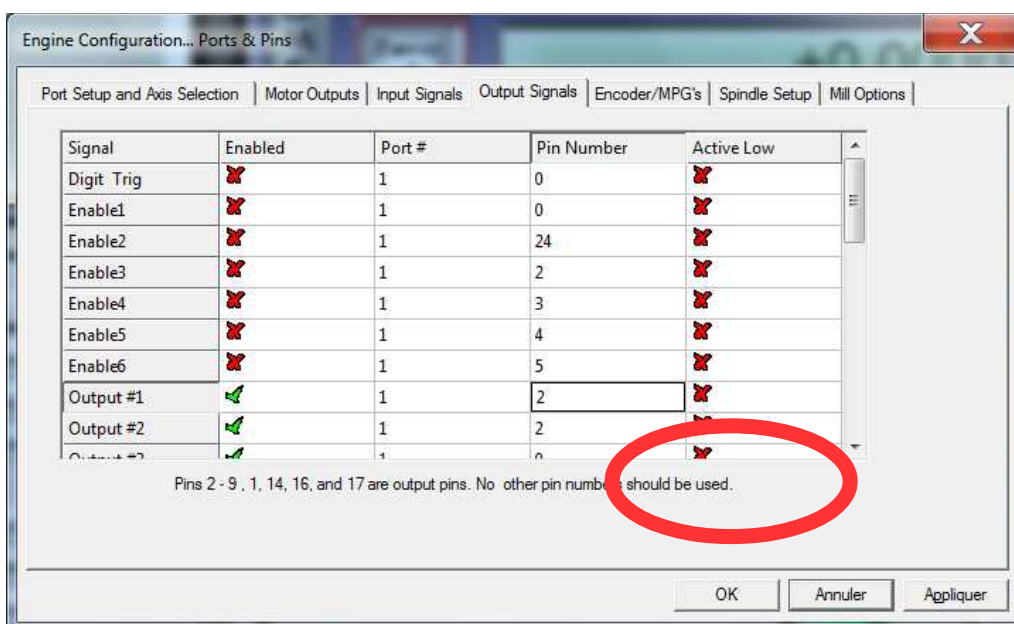 Engine Configuration... Ports & Pins
Port Setup and Axis Selection Motor Outputs Input Signals Output Signals Encoder/MPG's Spindle Setup Mill Options
Signal Enabled Port # Pin Number Active Low
Digit Trig 1 0
Enable1 1 0
Enable2 1 24
Enable3 1 2
Enable4 1 3
Enable5 1 4
Enable6 1 5
Output #1 1 2
Output #2 1 2
Pins 2 - 9 , 1, 14, 16, and 17 are output pins. No other pin numbers should be used.
OK Annuler Appliquer